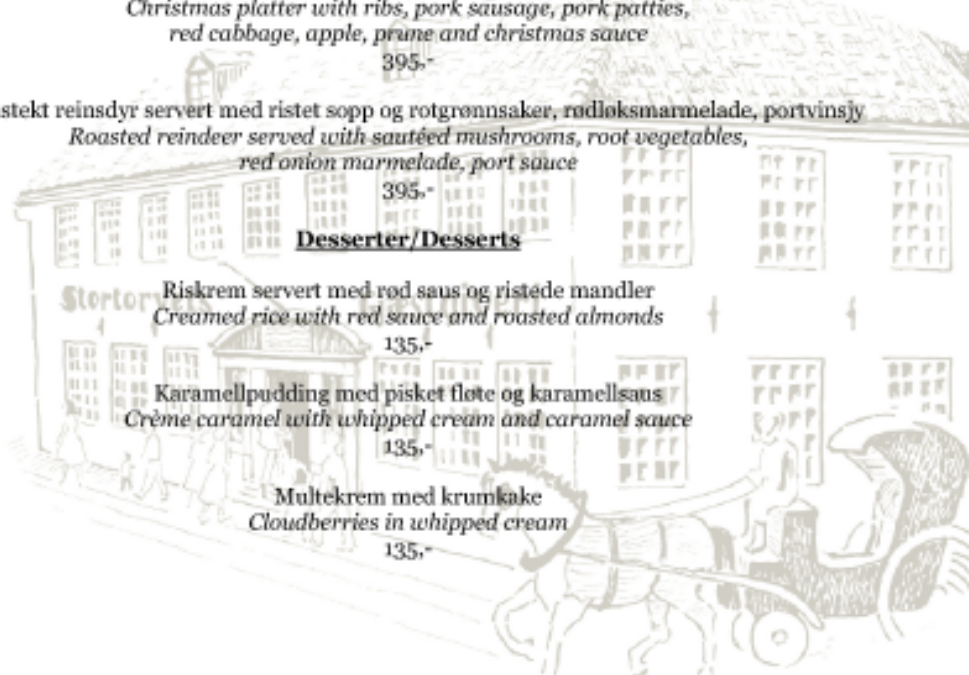 Christmas platter with ribs, pork sausage, pork patties,
red cabbage, apple, prune and christmas sauce
395,-
stekt reinsdyr servert med ristet sopp og rotgrønnsaker, rødløksmarmelade, portvinsjy
Roasted reindeer served with sautéed mushrooms, root vegetables,
red onion marmelade, port sauce
395,-
Desserter/Desserts
Riskrem servert med rød saus og ristede mandler
Creamed rice with red sauce and roasted almonds
135,-
Karamellpudding med pisket fløte og karamellsaus
Crème caramel with whipped cream and caramel sauce
135,-
Multekrem med krumkake
Cloudberries in whipped cream
135,-